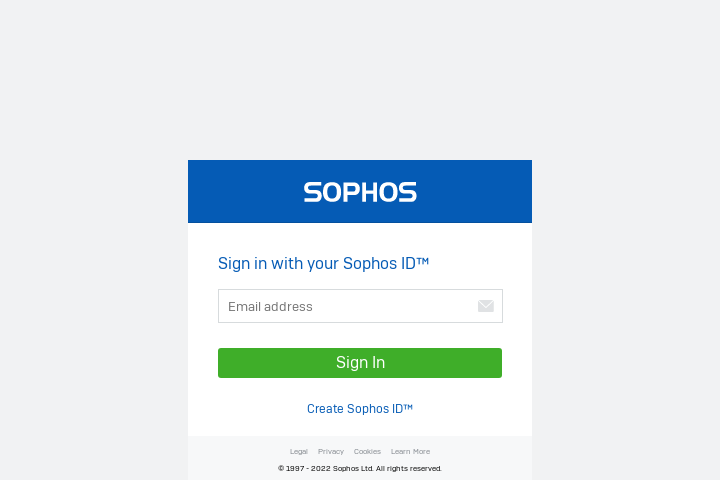 SOPHOS
Sign in with your Sophos ID™
Email address
Sign In
Create Sophos ID™
Legal Privacy Cookies Learn More
© 1997 - 2022 Sophos Ltd. All rights reserved.